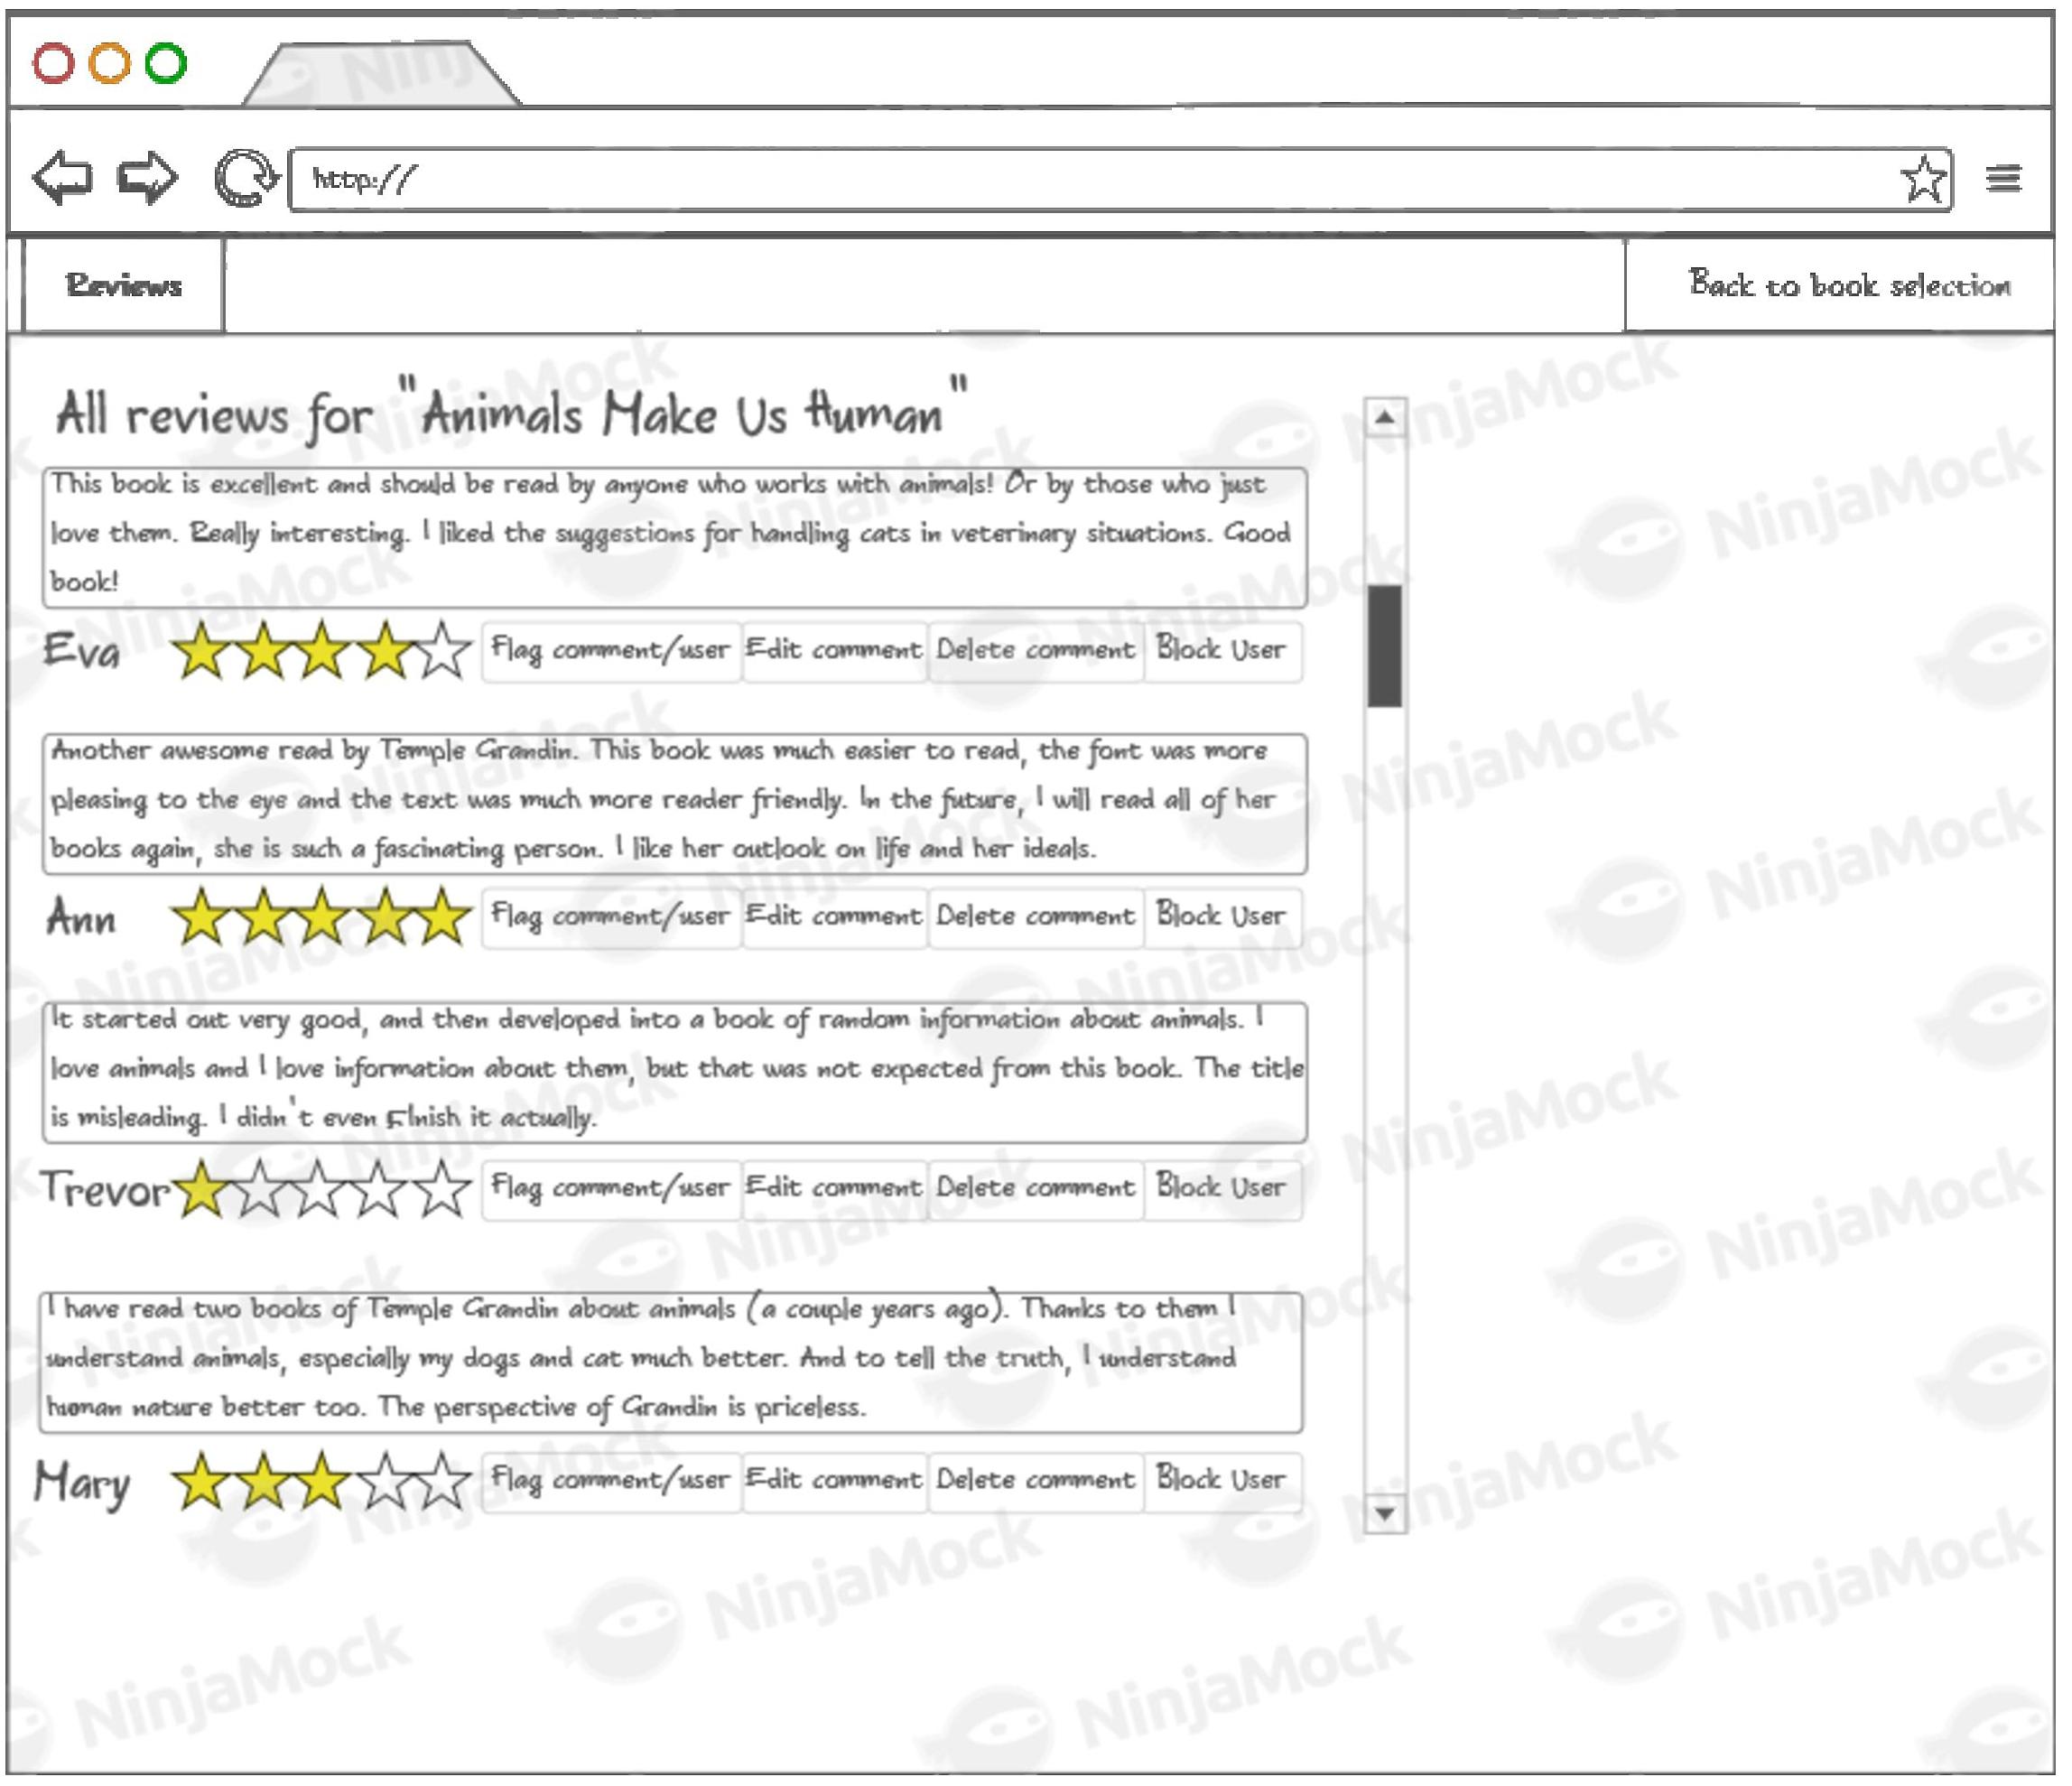 http://
Reviews
Back to book selection
All reviews for "Animals Make Us Human"
This book is excellent and should be read by anyone who works with animals! Or by those who just
love them. Really interesting. I liked the suggestions for handling cats in veterinary situations. Good
book!
Eva
Flag comment/user Edit comment Delete comment Block User
Another awesome read by Temple Grandin. This book was much easier to read, the font was more
pleasing to the eye and the text was much more reader friendly. In the future, I will read all of her
books again, she is such a fascinating person. I like her outlook on life and her ideals.
Ann
Flag comment/user Edit comment Delete comment Block User
It started out very good, and then developed into a book of random information about animals. I
love animals and I love information about them, but that was not expected from this book. The title
is misleading. I didn't even finish it actually.
Trevor
Flag comment/user Edit comment Delete comment Block User
I have read two books of Temple Grandin about animals (a couple years ago). Thanks to them I
understand animals, especially my dogs and cat much better. And to tell the truth, I understand
human nature better too. The perspective of Grandin is priceless.
Mary
Flag comment/user Edit comment Delete comment Block User
NinjaMock